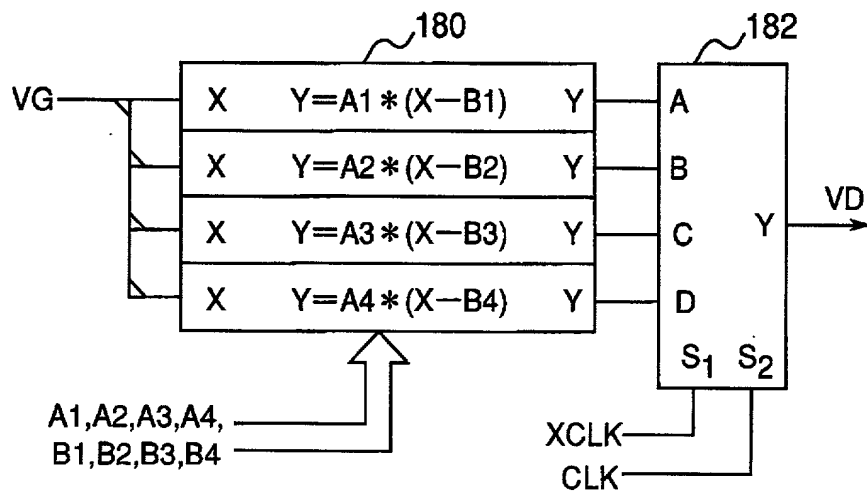 180
182
VG
X Y=A1*(X-B1) Y
X Y=A2*(X-B2) Y
X Y=A3*(X-B3) Y
X Y=A4*(X-B4) Y
A
B
C
D
Y
VD
S1 S2
A1,A2,A3,A4,
B1,B2,B3,B4
XCLK
CLK